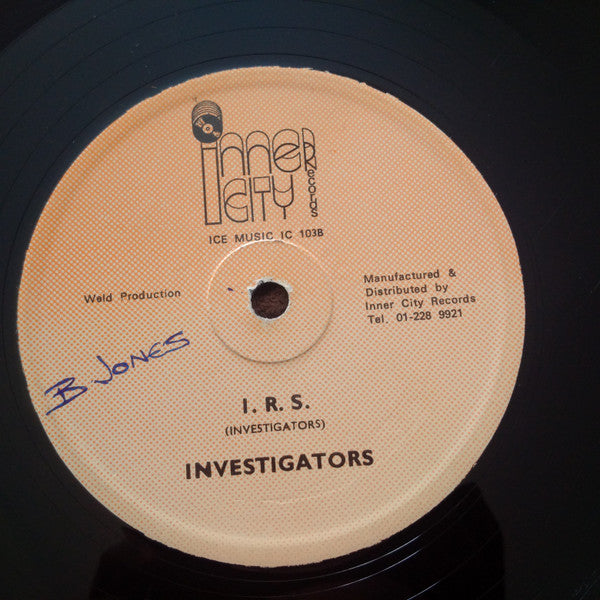 inner
CITY
Records
ICE MUSIC IC 103B
Weld Production
Manufactured &
Distributed by
Inner City Records
Tel. 01-228 9921
B JONES
I. R. S.
(INVESTIGATORS)
INVESTIGATORS